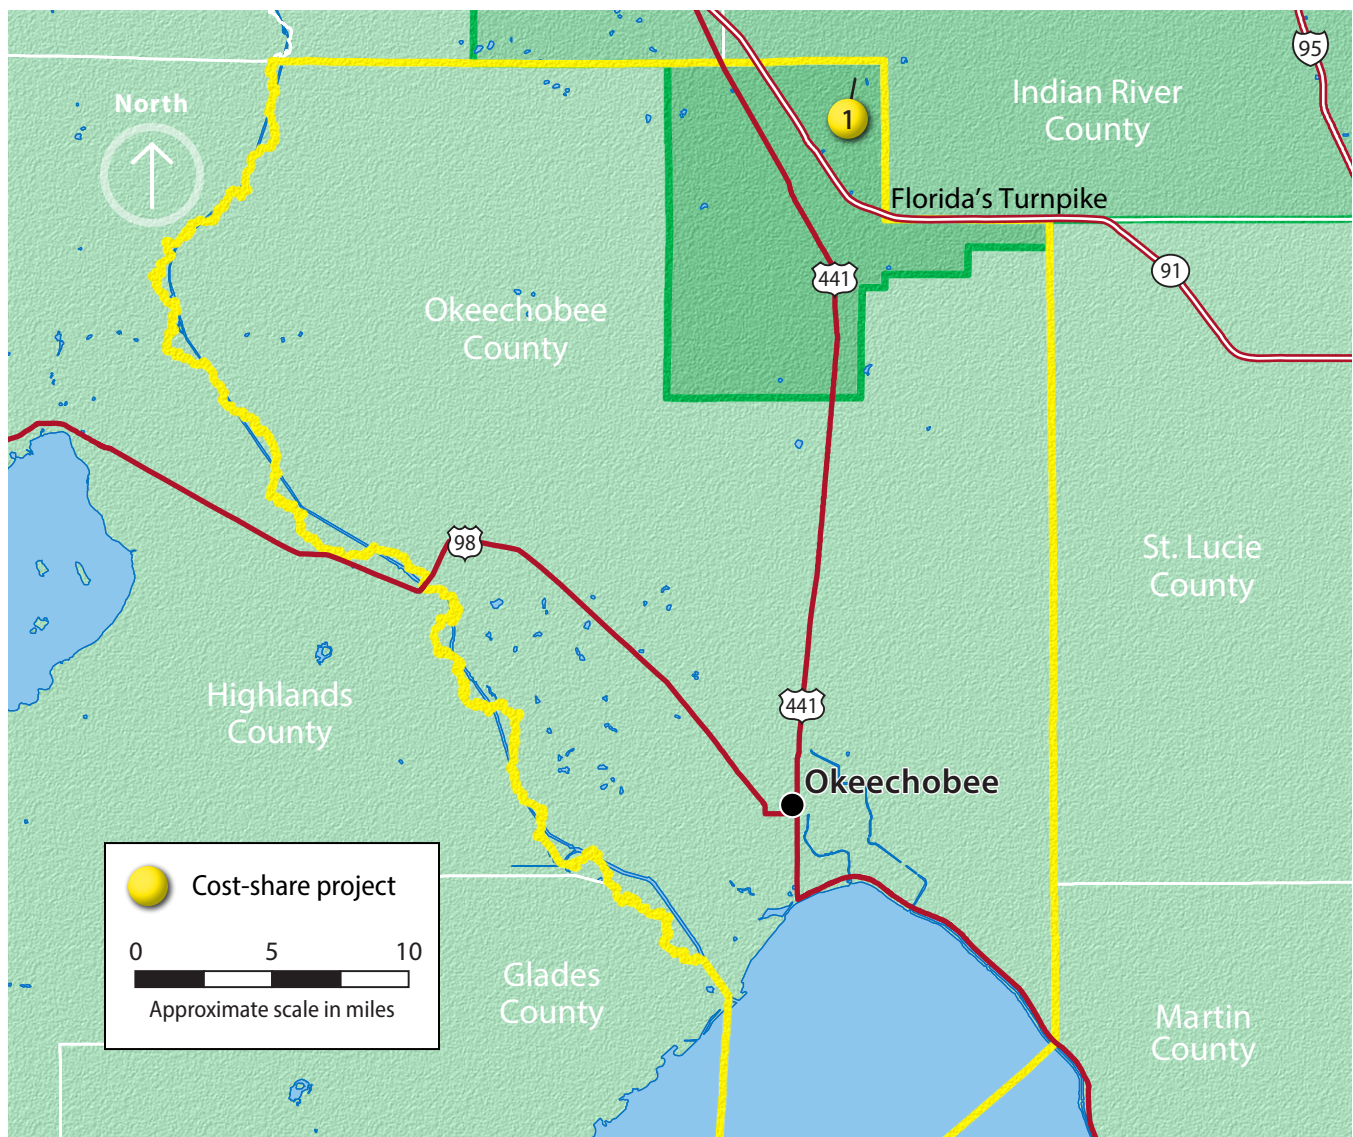 95
North
Indian River
County
1
Florida's Turnpike
441
91
Okeechobee
County
98
St. Lucie
County
Highlands
County
441
Okeechobee
Cost-share project
0 5 10
Approximate scale in miles
Glades
County
Martin
County